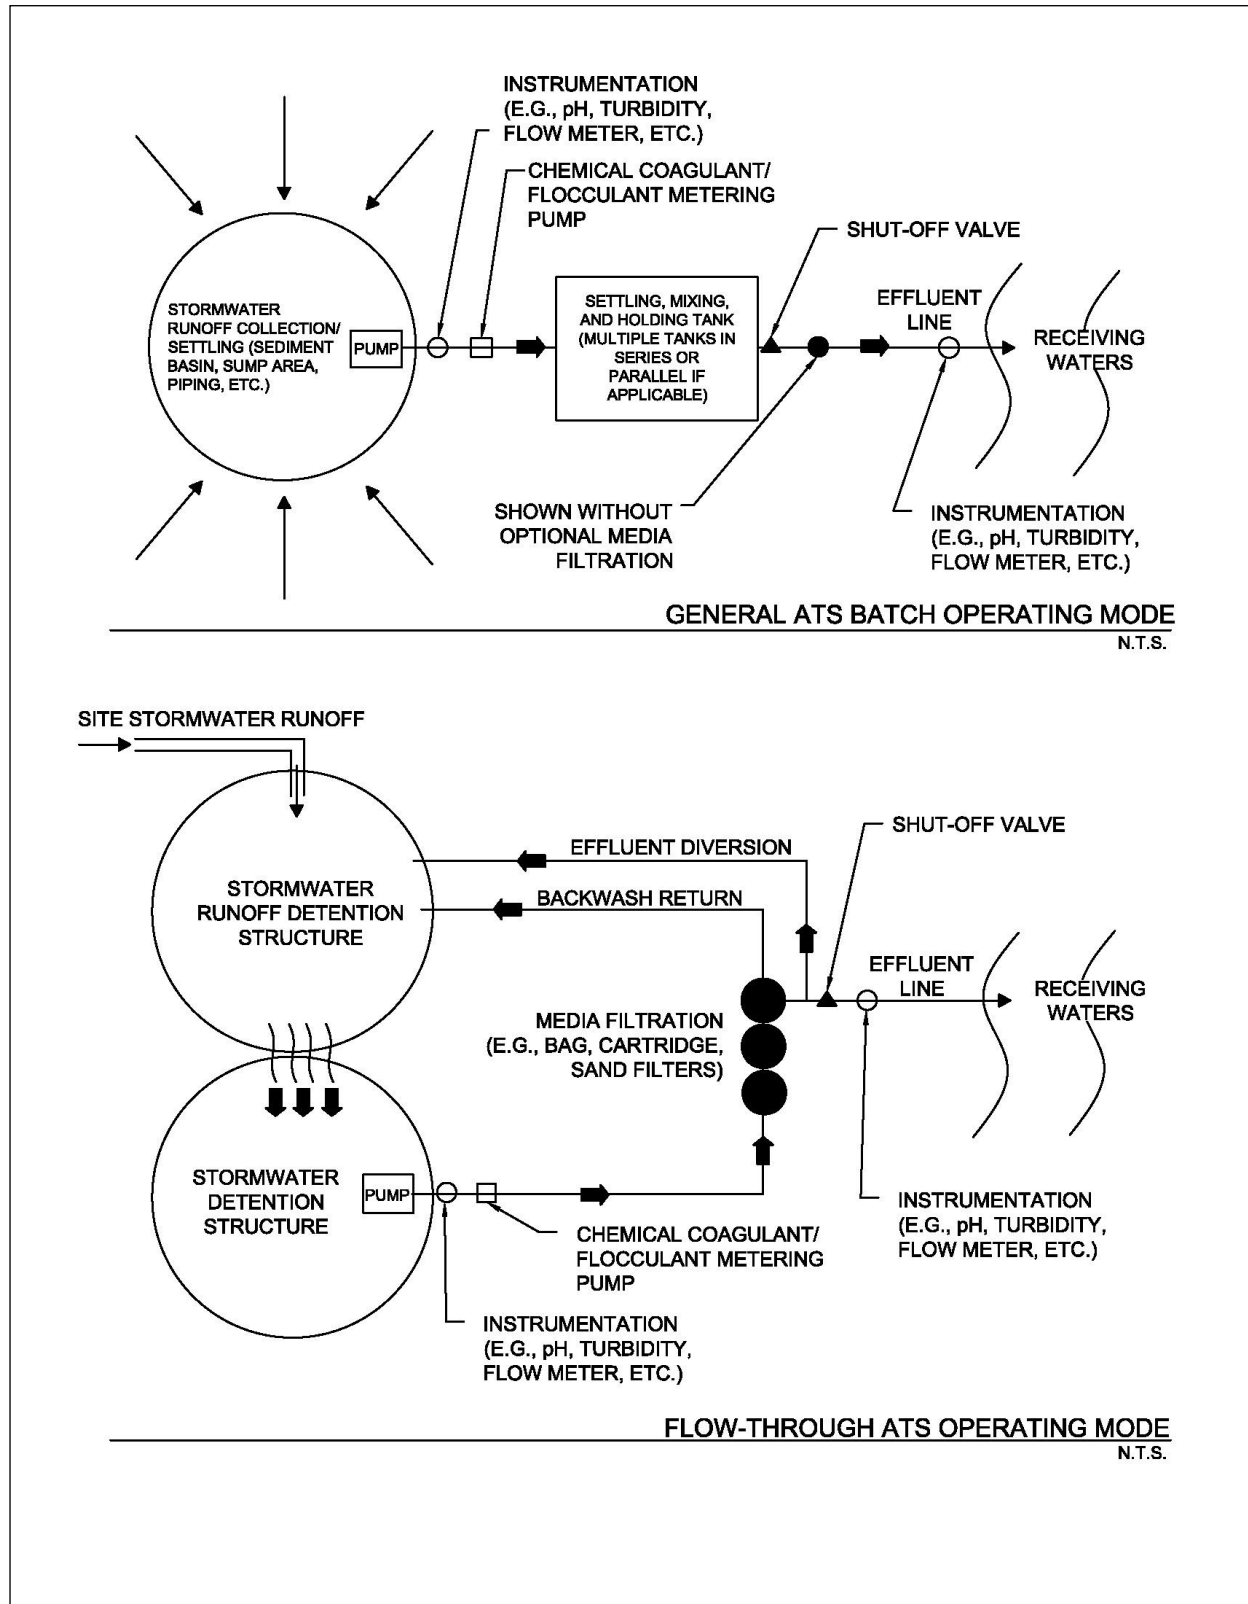 INSTRUMENTATION
(E.G., pH, TURBIDITY,
FLOW METER, ETC.)
CHEMICAL COAGULANT/
FLOCCULANT METERING
PUMP
SHUT-OFF VALVE
STORMWATER
RUNOFF COLLECTION/
SETTLING (SEDIMENT
BASIN, SUMP AREA,
PIPING, ETC.)
PUMP
SETTLING, MIXING,
AND HOLDING TANK
(MULTIPLE TANKS IN
SERIES OR
PARALLEL IF
APPLICABLE)
EFFLUENT
LINE
RECEIVING
WATERS
SHOWN WITHOUT
OPTIONAL MEDIA
FILTRATION
INSTRUMENTATION
(E.G., pH, TURBIDITY,
FLOW METER, ETC.)
GENERAL ATS BATCH OPERATING MODE
N.T.S.
SITE STORMWATER RUNOFF
SHUT-OFF VALVE
EFFLUENT DIVERSION
BACKWASH RETURN
STORMWATER
RUNOFF DETENTION
STRUCTURE
EFFLUENT
LINE
RECEIVING
WATERS
MEDIA FILTRATION
(E.G., BAG, CARTRIDGE,
SAND FILTERS)
STORMWATER
DETENTION
STRUCTURE
PUMP
CHEMICAL COAGULANT/
FLOCCULANT METERING
PUMP
INSTRUMENTATION
(E.G., pH, TURBIDITY,
FLOW METER, ETC.)
INSTRUMENTATION
(E.G., pH, TURBIDITY,
FLOW METER, ETC.)
FLOW-THROUGH ATS OPERATING MODE
N.T.S.